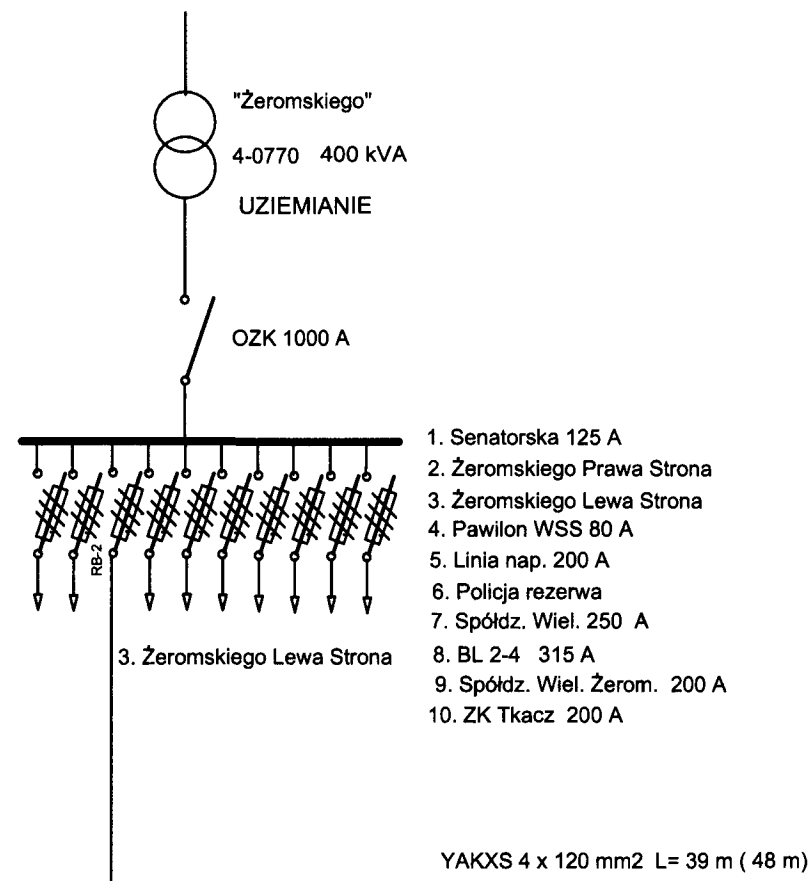 "Żeromskiego"
4-0770 400 kVA
UZIEMIANIE
OZK 1000 A
1. Senatorska 125 A
2. Żeromskiego Prawa Strona
3. Żeromskiego Lewa Strona
4. Pawilon WSS 80 A
5. Linia nap. 200 A
6. Policja rezerwa
7. Spółdz. Wiel. 250 A
8. BL 2-4 315 A
9. Spółdz. Wiel. Żerom. 200 A
10. ZK Tkacz 200 A
RB-2
3. Żeromskiego Lewa Strona
YAKXS 4 x 120 mm2 L= 39 m ( 48 m)